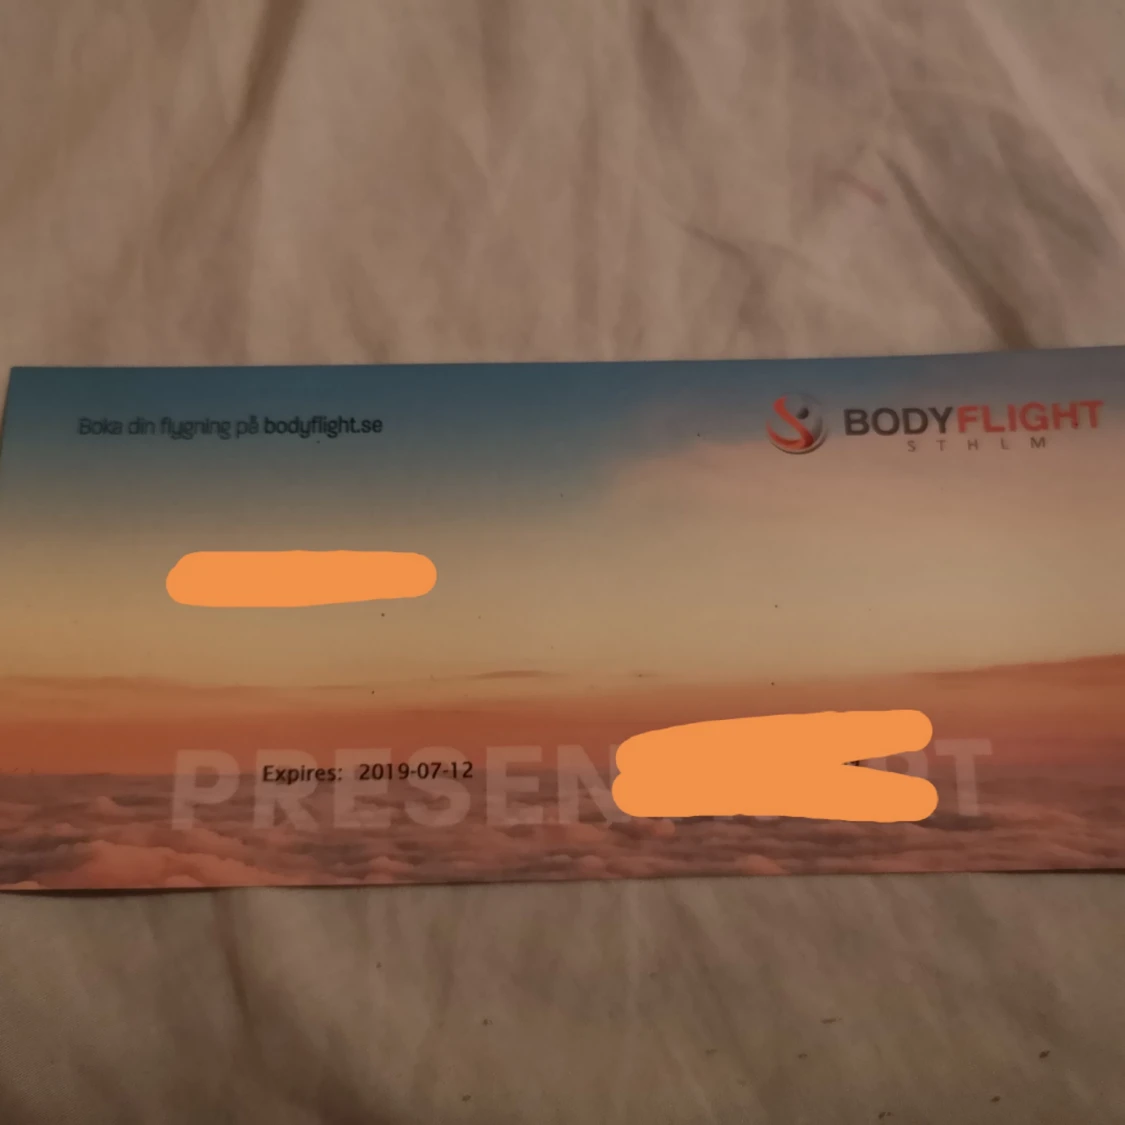 Boka din flygning på bodyflight.se
BODYFLIGHT
STHLM
Expires: 2019-07-12